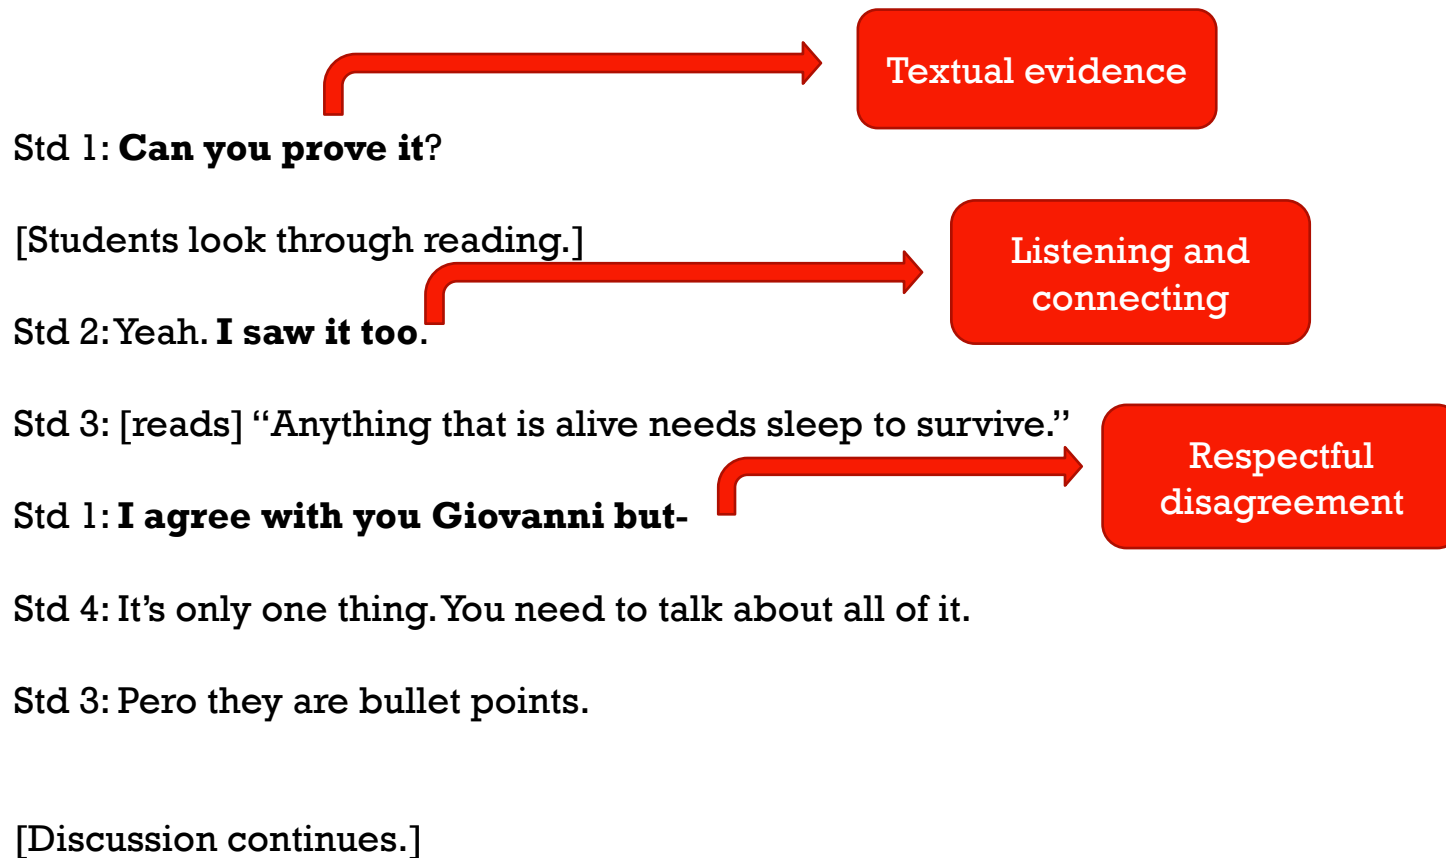 Textual evidence
Std 1: Can you prove it?
[Students look through reading.]
Listening and
connecting
Std 2: Yeah. I saw it too.
Std 3: [reads] “Anything that is alive needs sleep to survive.”
Respectful
disagreement
Std 1: I agree with you Giovanni but-
Std 4: It’s only one thing. You need to talk about all of it.
Std 3: Pero they are bullet points.
[Discussion continues.]